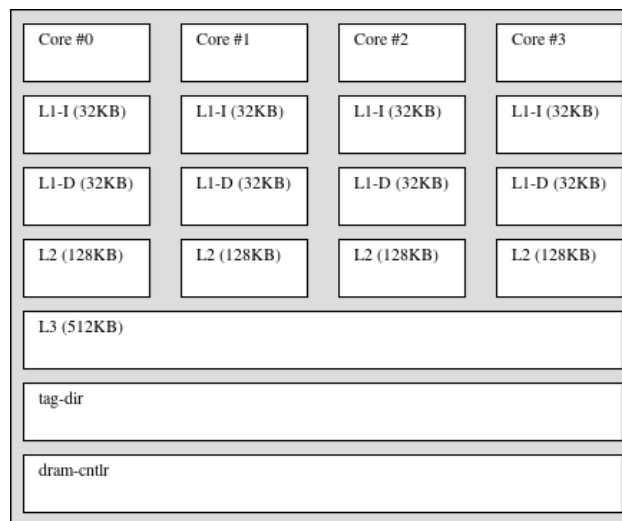 Core #0
Core #1
Core #2
Core #3
L1-I (32KB)
L1-I (32KB)
L1-I (32KB)
L1-I (32KB)
L1-D (32KB)
L1-D (32KB)
L1-D (32KB)
L1-D (32KB)
L2 (128KB)
L2 (128KB)
L2 (128KB)
L2 (128KB)
L3 (512KB)
tag-dir
dram-cntlr